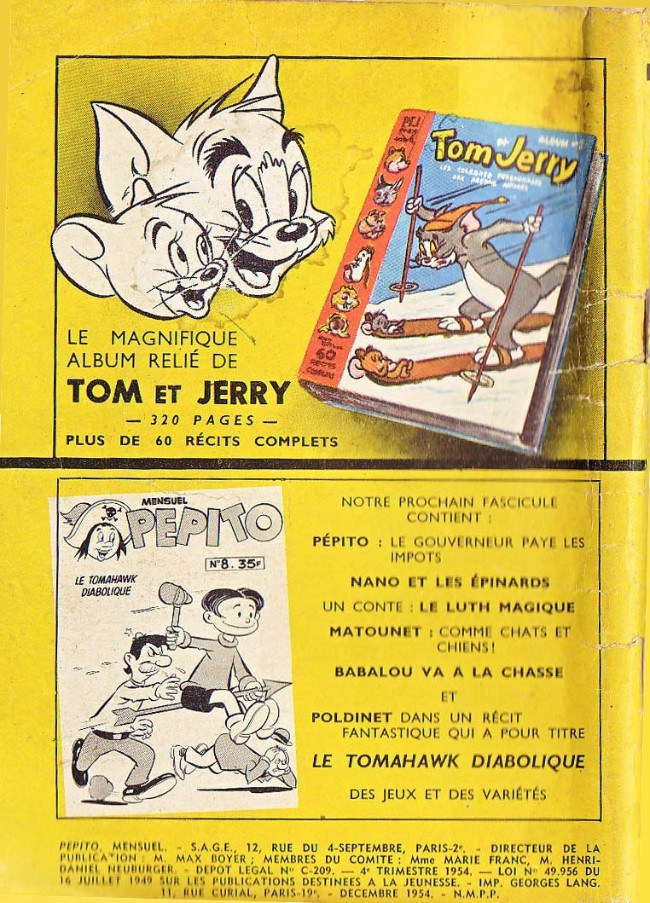 et
Tom Jerry
ALBUM Nº
60
RÉCITS
COMPLETS
LE MAGNIFIQUE
ALBUM RELIÉ DE
TOM ET JERRY
— 320 PAGES —
PLUS DE 60 RÉCITS COMPLETS
MENSUEL
PEPITO
N°8. 35F
LE TOMAHAWK
DIABOLIQUE
NOTRE PROCHAIN FASCICULE
CONTIENT :
PÉPITO : LE GOUVERNEUR PAYE LES
IMPOTS
NANO ET LES ÉPINARDS
UN CONTE : LE LUTH MAGIQUE
MATOUNET : COMME CHATS ET
CHIENS!
BABALOU VA A LA CHASSE
ET
POLDINET DANS UN RÉCIT
FANTASTIQUE QUI A POUR TITRE
LE TOMAHAWK DIABOLIQUE
DES JEUX ET DES VARIÉTÉS
PEPITO, MENSUEL. - S.A.G.E., 12, RUE DU 4-SEPTEMBRE, PARIS-2e. - DIRECTEUR DE LA
PUBLICATION : M. MAX BOYER; MEMBRES DU COMITE : Mme MARIE FRANC, M. HENRI-
DANIEL NEUBURGER. - DEPOT LEGAL No C-209. — 4e TRIMESTRE 1954. — LOI No 49.956 DU
16 JUILLET 1949 SUR LES PUBLICATIONS DESTINEES A LA JEUNESSE. - IMP. GEORGES LANG.
11, RUE CURIAL, PARIS-19e. - DECEMBRE 1954. - N.M.P.P.